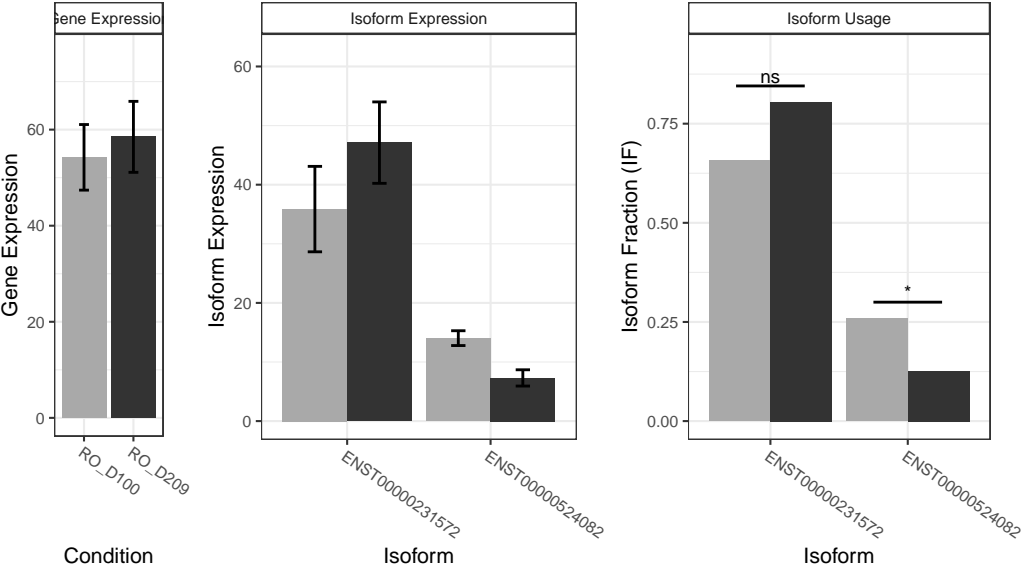 Gene Expression
Isoform Expression
Isoform Usage
Gene Expression
60
40
20
0
RO_D100
RO_D209
Condition
Isoform Expression
60
40
20
0
ENST00000231572
ENST00000524082
Isoform
Isoform Fraction (IF)
0.75
0.50
0.25
0.00
ns
*
ENST00000231572
ENST00000524082
Isoform